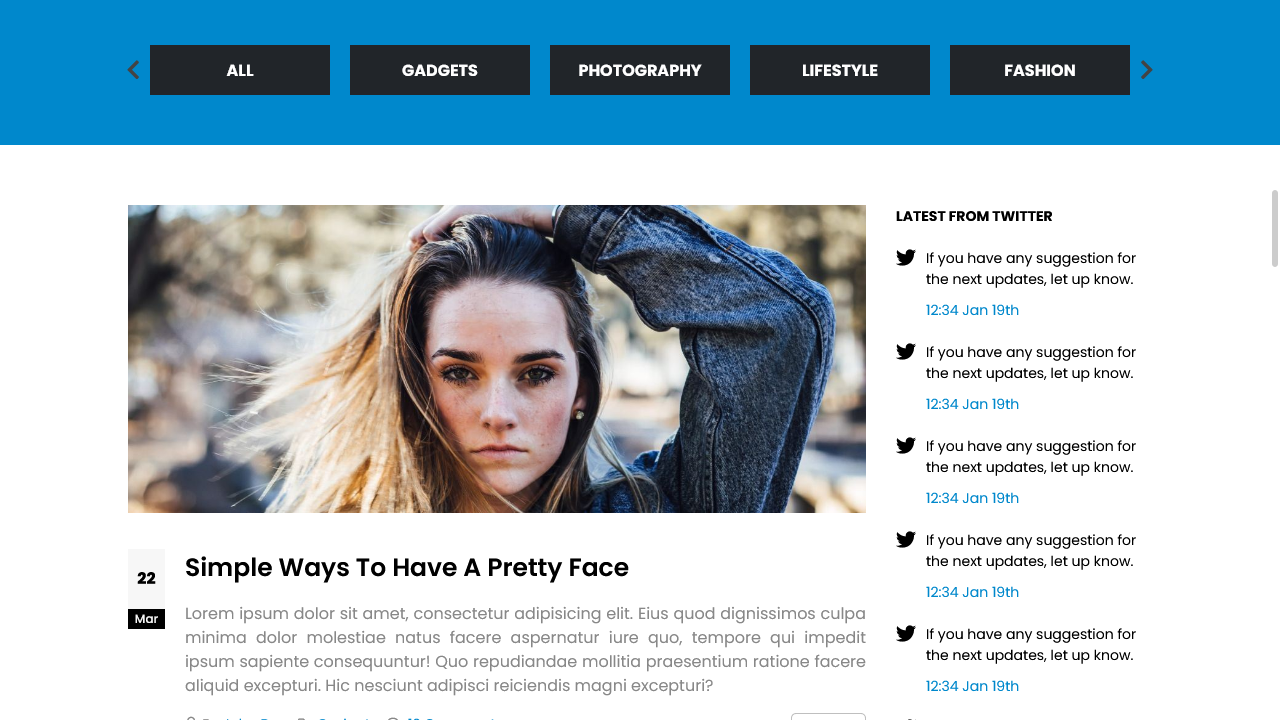 ALL
GADGETS
PHOTOGRAPHY
LIFESTYLE
FASHION
LATEST FROM TWITTER
If you have any suggestion for
the next updates, let up know.
12:34 Jan 19th
If you have any suggestion for
the next updates, let up know.
12:34 Jan 19th
If you have any suggestion for
the next updates, let up know.
12:34 Jan 19th
If you have any suggestion for
the next updates, let up know.
12:34 Jan 19th
If you have any suggestion for
the next updates, let up know.
12:34 Jan 19th
22
Mar
Simple Ways To Have A Pretty Face
Lorem ipsum dolor sit amet, consectetur adipisicing elit. Eius quod dignissimos culpa
minima dolor molestiae natus facere aspernatur iure quo, tempore qui impedit
ipsum sapiente consequuntur! Quo repudiandae mollitia praesentium ratione facere
aliquid excepturi. Hic nesciunt adipisci reiciendis magni excepturi?